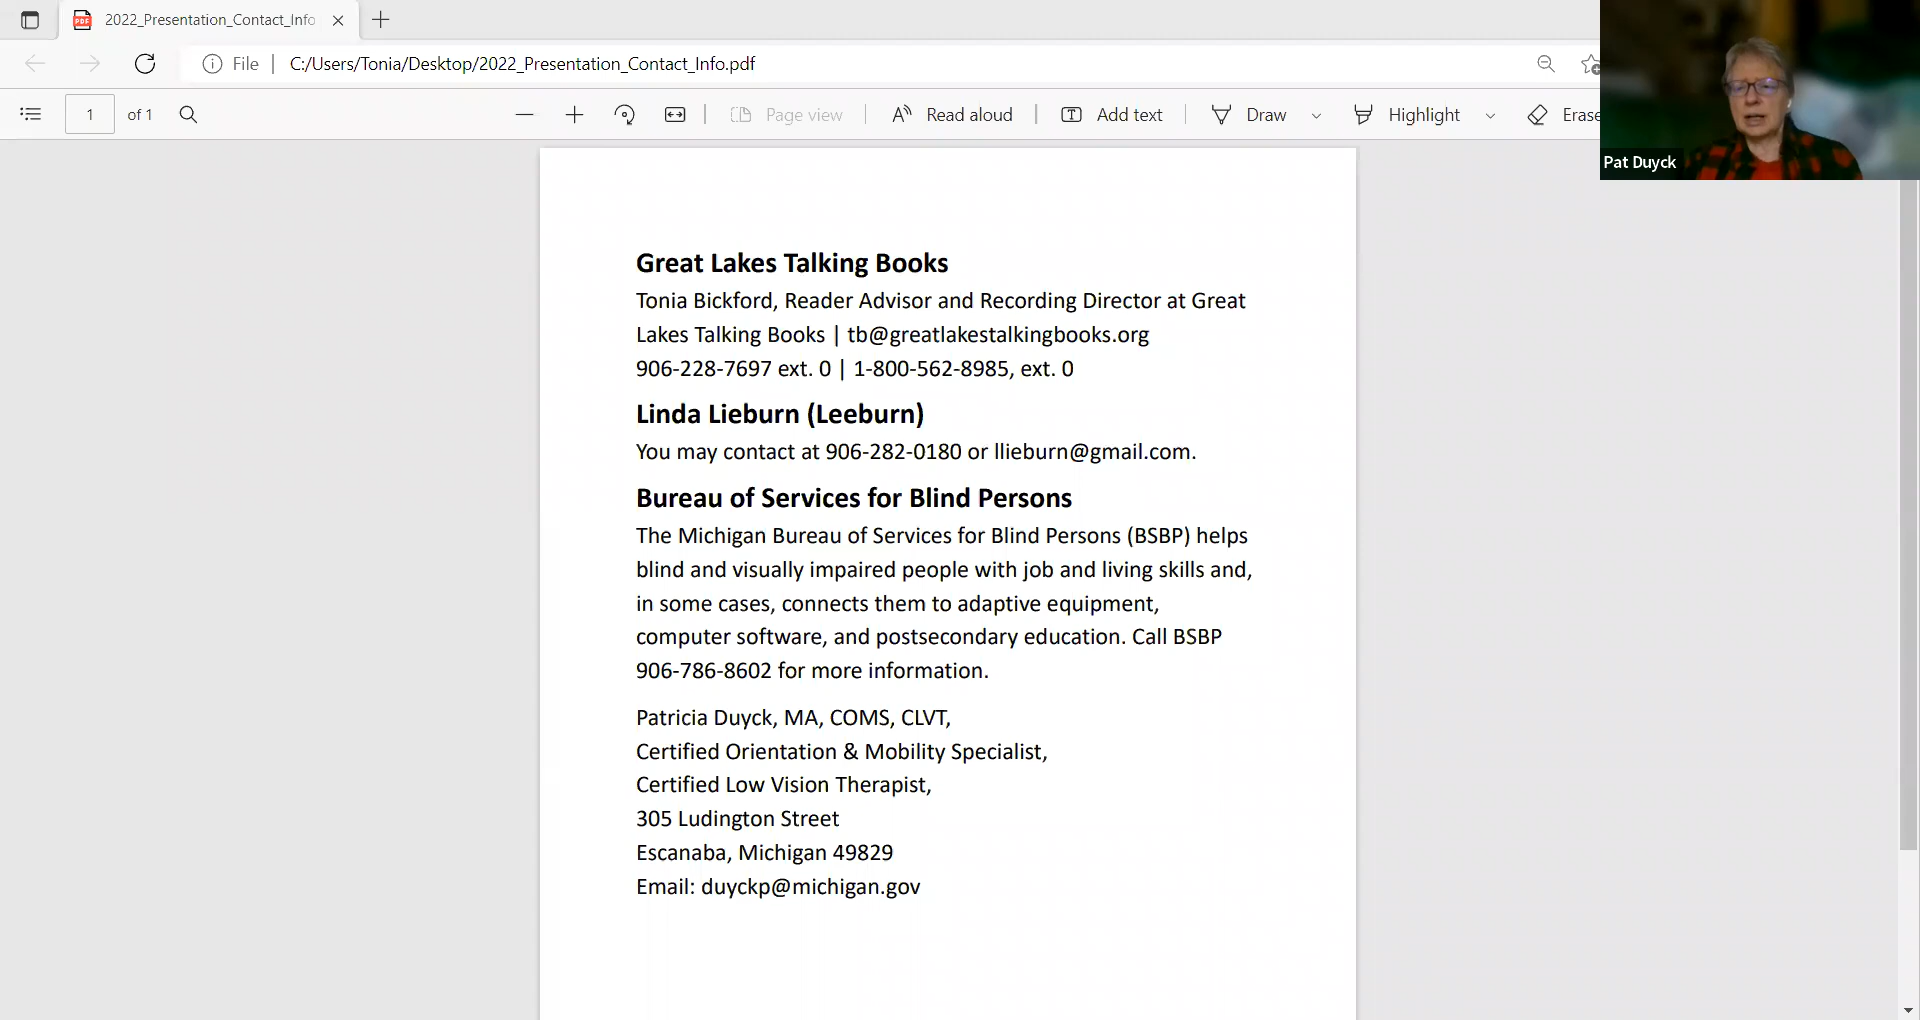 2022_Presentation_Contact_Info
File
C:/Users/Tonia/Desktop/2022_Presentation_Contact_Info.pdf
1 of 1
Page view
Read aloud
Add text
Draw
Highlight
Erase
Pat Duyck
Great Lakes Talking Books
Tonia Bickford, Reader Advisor and Recording Director at Great
Lakes Talking Books | tb@greatlakestalkingbooks.org
906-228-7697 ext. 0 | 1-800-562-8985, ext. 0
Linda Lieburn (Leeburn)
You may contact at 906-282-0180 or llieburn@gmail.com.
Bureau of Services for Blind Persons
The Michigan Bureau of Services for Blind Persons (BSBP) helps
blind and visually impaired people with job and living skills and,
in some cases, connects them to adaptive equipment,
computer software, and postsecondary education. Call BSBP
906-786-8602 for more information.
Patricia Duyck, MA, COMS, CLVT,
Certified Orientation & Mobility Specialist,
Certified Low Vision Therapist,
305 Ludington Street
Escanaba, Michigan 49829
Email: duyckp@michigan.gov